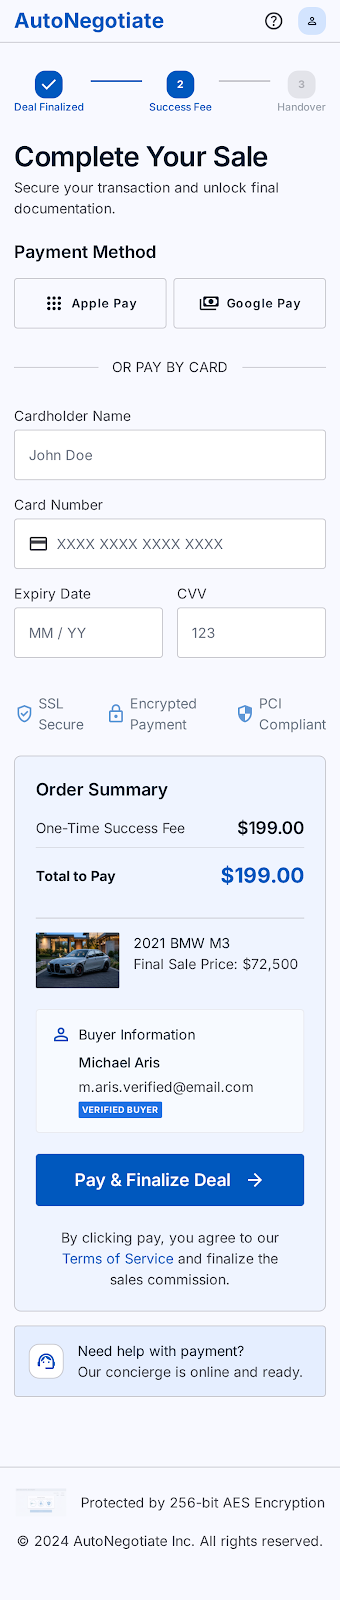 AutoNegotiate
2
3
Deal Finalized
Success Fee
Handover
Complete Your Sale
Secure your transaction and unlock final
documentation.
Payment Method
Apple Pay
Google Pay
OR PAY BY CARD
Cardholder Name
John Doe
Card Number
XXXX XXXX XXXX XXXX
Expiry Date
CVV
MM / YY
123
SSL
Secure
Encrypted
Payment
PCI
Compliant
Order Summary
One-Time Success Fee
$199.00
Total to Pay
$199.00
2021 BMW M3
Final Sale Price: $72,500
Buyer Information
Michael Aris
m.aris.verified@email.com
VERIFIED BUYER
Pay & Finalize Deal
By clicking pay, you agree to our
Terms of Service and finalize the
sales commission.
Need help with payment?
Our concierge is online and ready.
Protected by 256-bit AES Encryption
© 2024 AutoNegotiate Inc. All rights reserved.